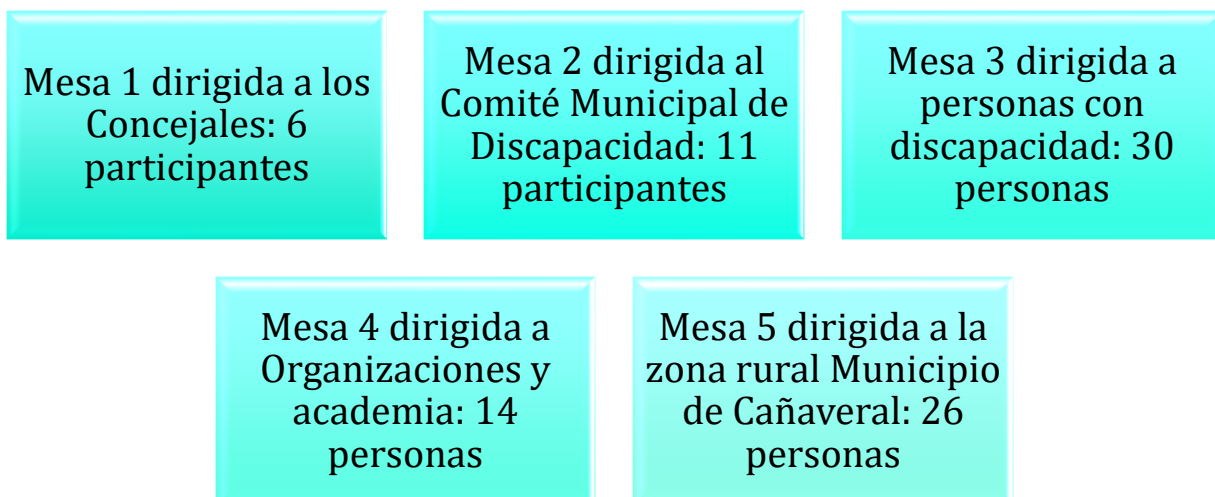 Mesa 1 dirigida a los
Concejales: 6
participantes
Mesa 2 dirigida al
Comité Municipal de
Discapacidad: 11
participantes
Mesa 3 dirigida a
personas con
discapacidad: 30
personas
Mesa 4 dirigida a
Organizaciones y
academia: 14
personas
Mesa 5 dirigida a la
zona rural Municipio
de Cañaveral: 26
personas